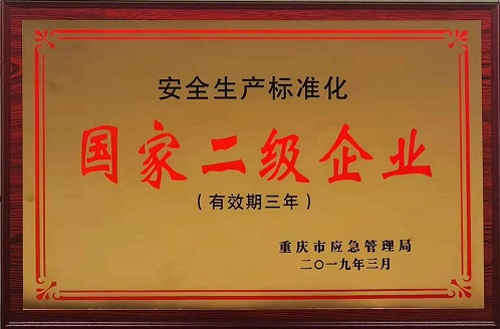 安全生产标准化
国家二级企业
(有效期三年)
重庆市应急管理局
二〇一九年三月